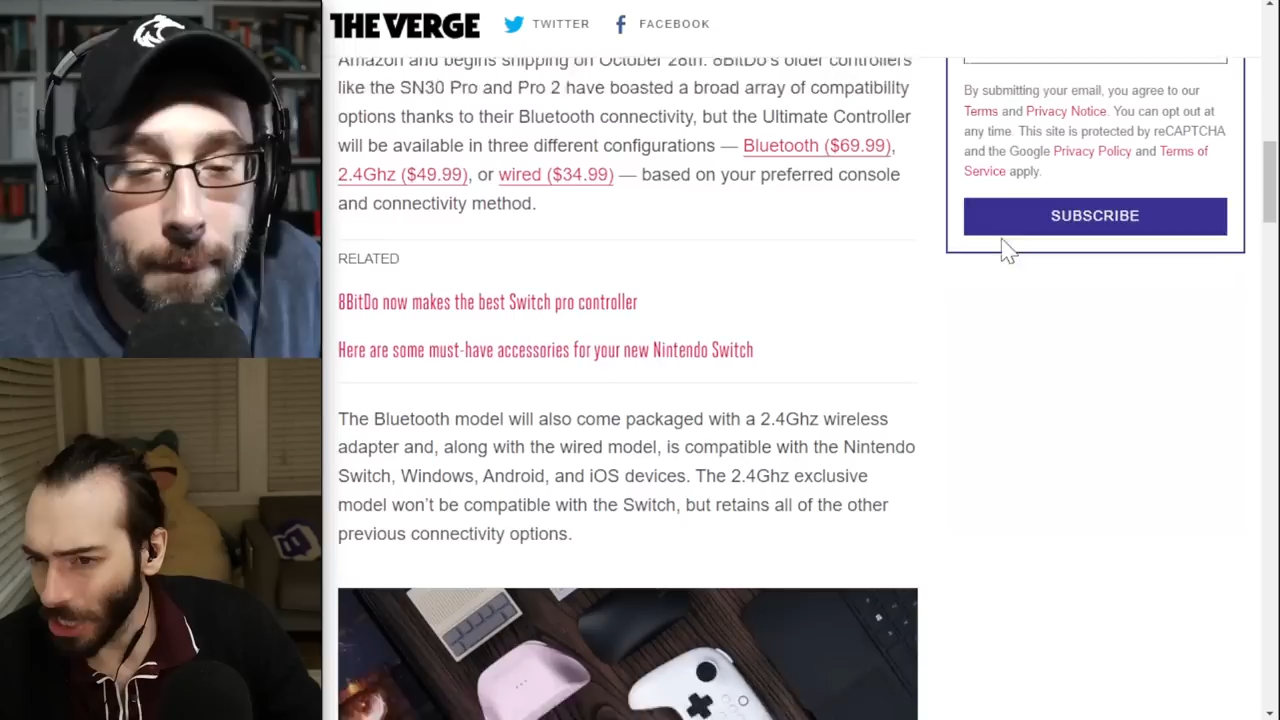 THE VERGE
TWITTER
FACEBOOK
Amazon and begins shipping on October 28th. 8BitDo's older controllers
like the SN30 Pro and Pro 2 have boasted a broad array of compatibility
options thanks to their Bluetooth connectivity, but the Ultimate Controller
will be available in three different configurations — Bluetooth ($69.99),
2.4Ghz ($49.99), or wired ($34.99) — based on your preferred console
and connectivity method.
RELATED
8BitDo now makes the best Switch pro controller
Here are some must-have accessories for your new Nintendo Switch
The Bluetooth model will also come packaged with a 2.4Ghz wireless
adapter and, along with the wired model, is compatible with the Nintendo
Switch, Windows, Android, and iOS devices. The 2.4Ghz exclusive
model won't be compatible with the Switch, but retains all of the other
previous connectivity options.
By submitting your email, you agree to our
Terms and Privacy Notice. You can opt out at
any time. This site is protected by reCAPTCHA
and the Google Privacy Policy and Terms of
Service apply.
SUBSCRIBE